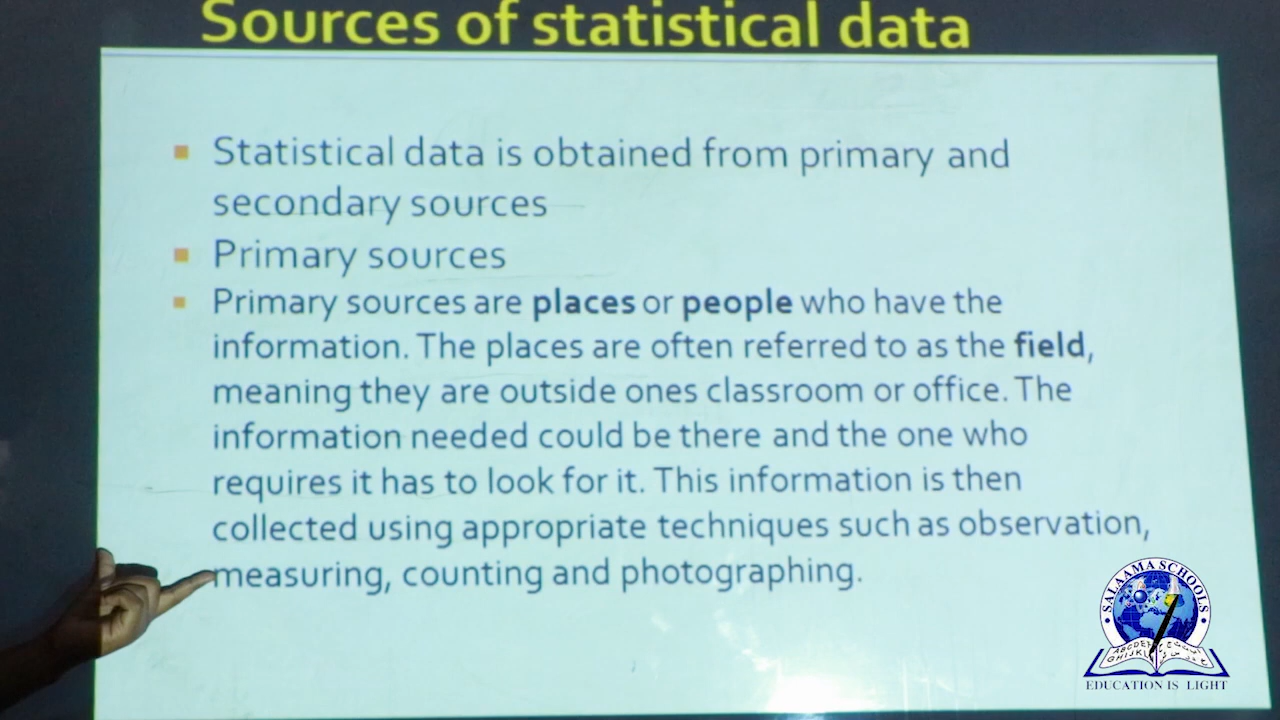 Sources of statistical data
Statistical data is obtained from primary and
secondary sources
Primary sources
Primary sources are places or people who have the
information. The places are often referred to as the field,
meaning they are outside ones classroom or office. The
information needed could be there and the one who
requires it has to look for it. This information is then
collected using appropriate techniques such as observation,
measuring, counting and photographing.
SALAAMA SCHOOLS
EDUCATION IS LIGHT